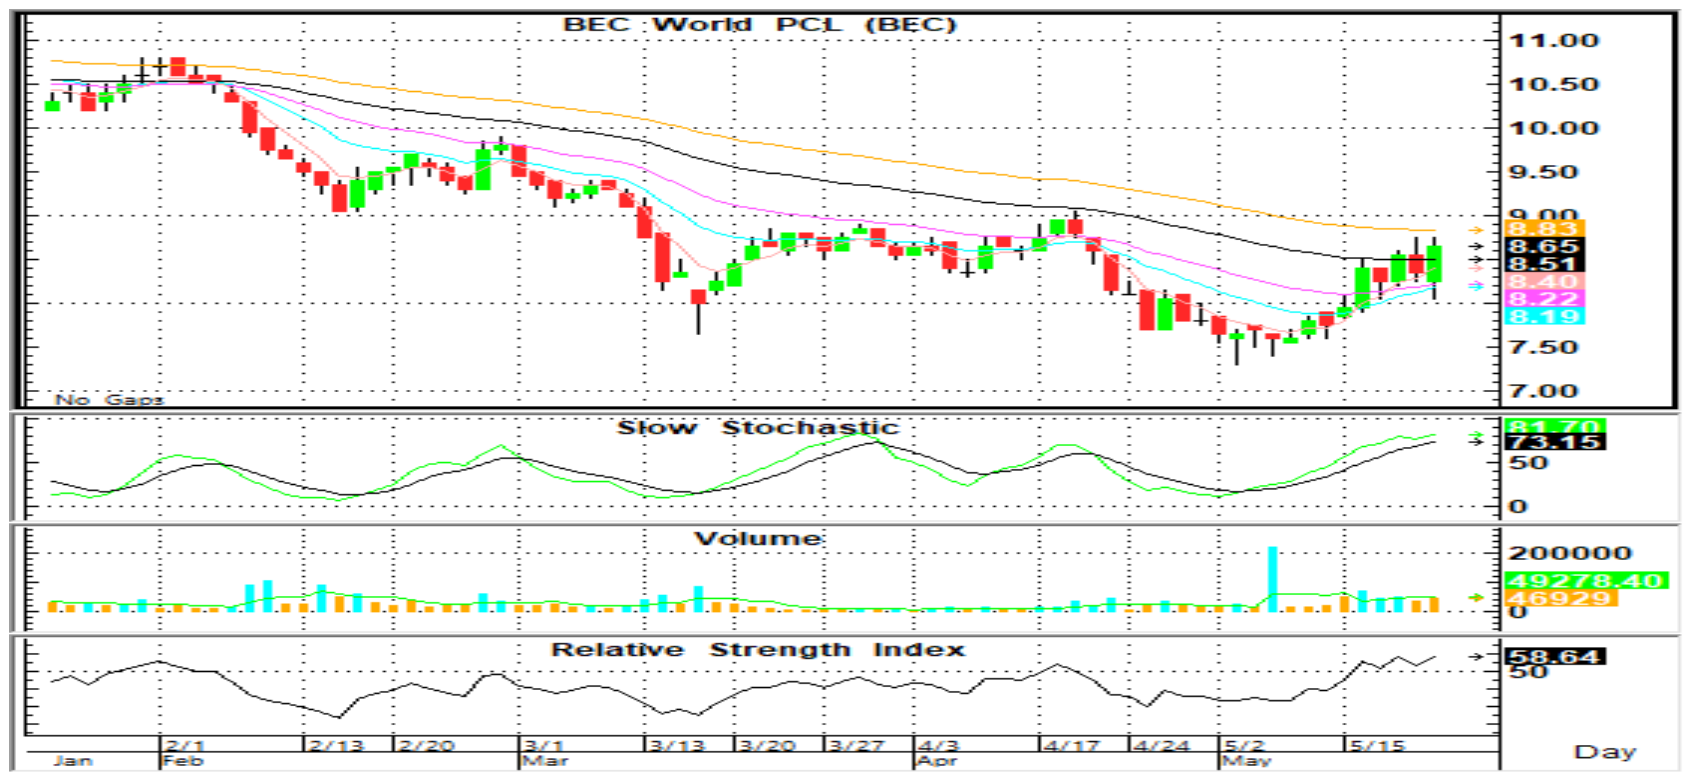 BEC World PCL (BEC)
11.00
10.50
10.00
9.50
9.00
8.83
8.65
8.51
8.40
8.22
8.19
7.50
7.00
No Gaps
Slow Stochastic
81.70
73.15
50
0
Volume
200000
49278.40
46929
0
Relative Strength Index
58.64
50
2/1 2/13 2/20 3/1 3/13 3/20 3/27 4/3 4/17 4/24 5/2 5/15
Jan Feb Mar Apr May
Day